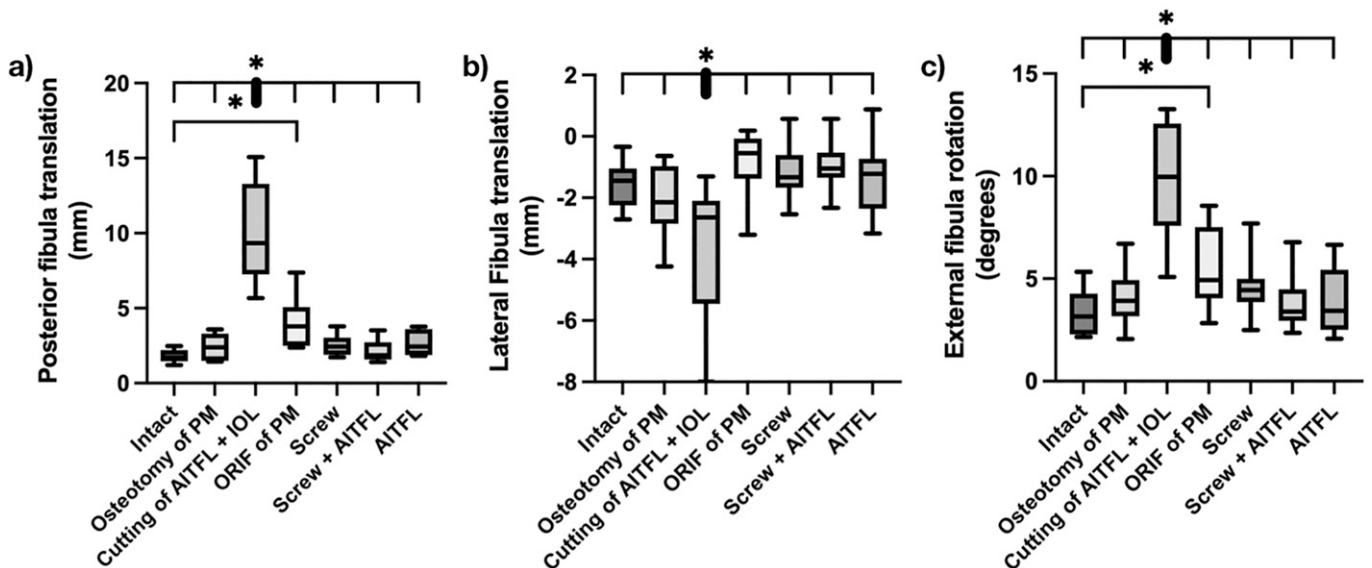 a)
Posterior fibula translation
(mm)
20
15
10
5
0
*
*
Intact
Osteotomy of PM
Cutting of AITFL + IOL
ORIF of PM
Screw
Screw + AITFL
AITFL
b)
Lateral Fibula translation
(mm)
2
0
-2
-4
-6
-8
*
Intact
Osteotomy of PM
Cutting of AITFL + IOL
ORIF of PM
Screw
Screw + AITFL
AITFL
c)
External fibula rotation
(degrees)
15
10
5
0
*
*
Intact
Osteotomy of PM
Cutting of AITFL + IOL
ORIF of PM
Screw
Screw + AITFL
AITFL